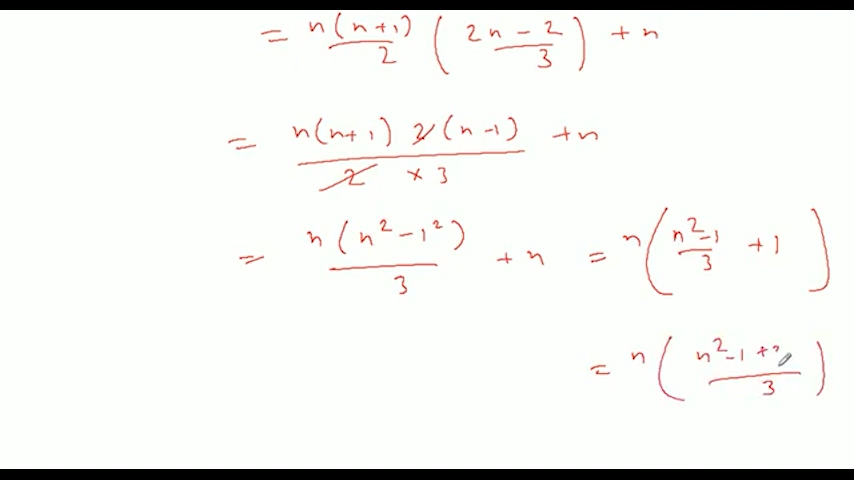 = n(n+1)/2 ( 2n-2/3 ) + n
= n(n+1) 2(n-1) / 2 × 3 + n
= n(n²-1²)/3 + n = n( n²-1/3 + 1 )
= n( n²-1+ /3 )